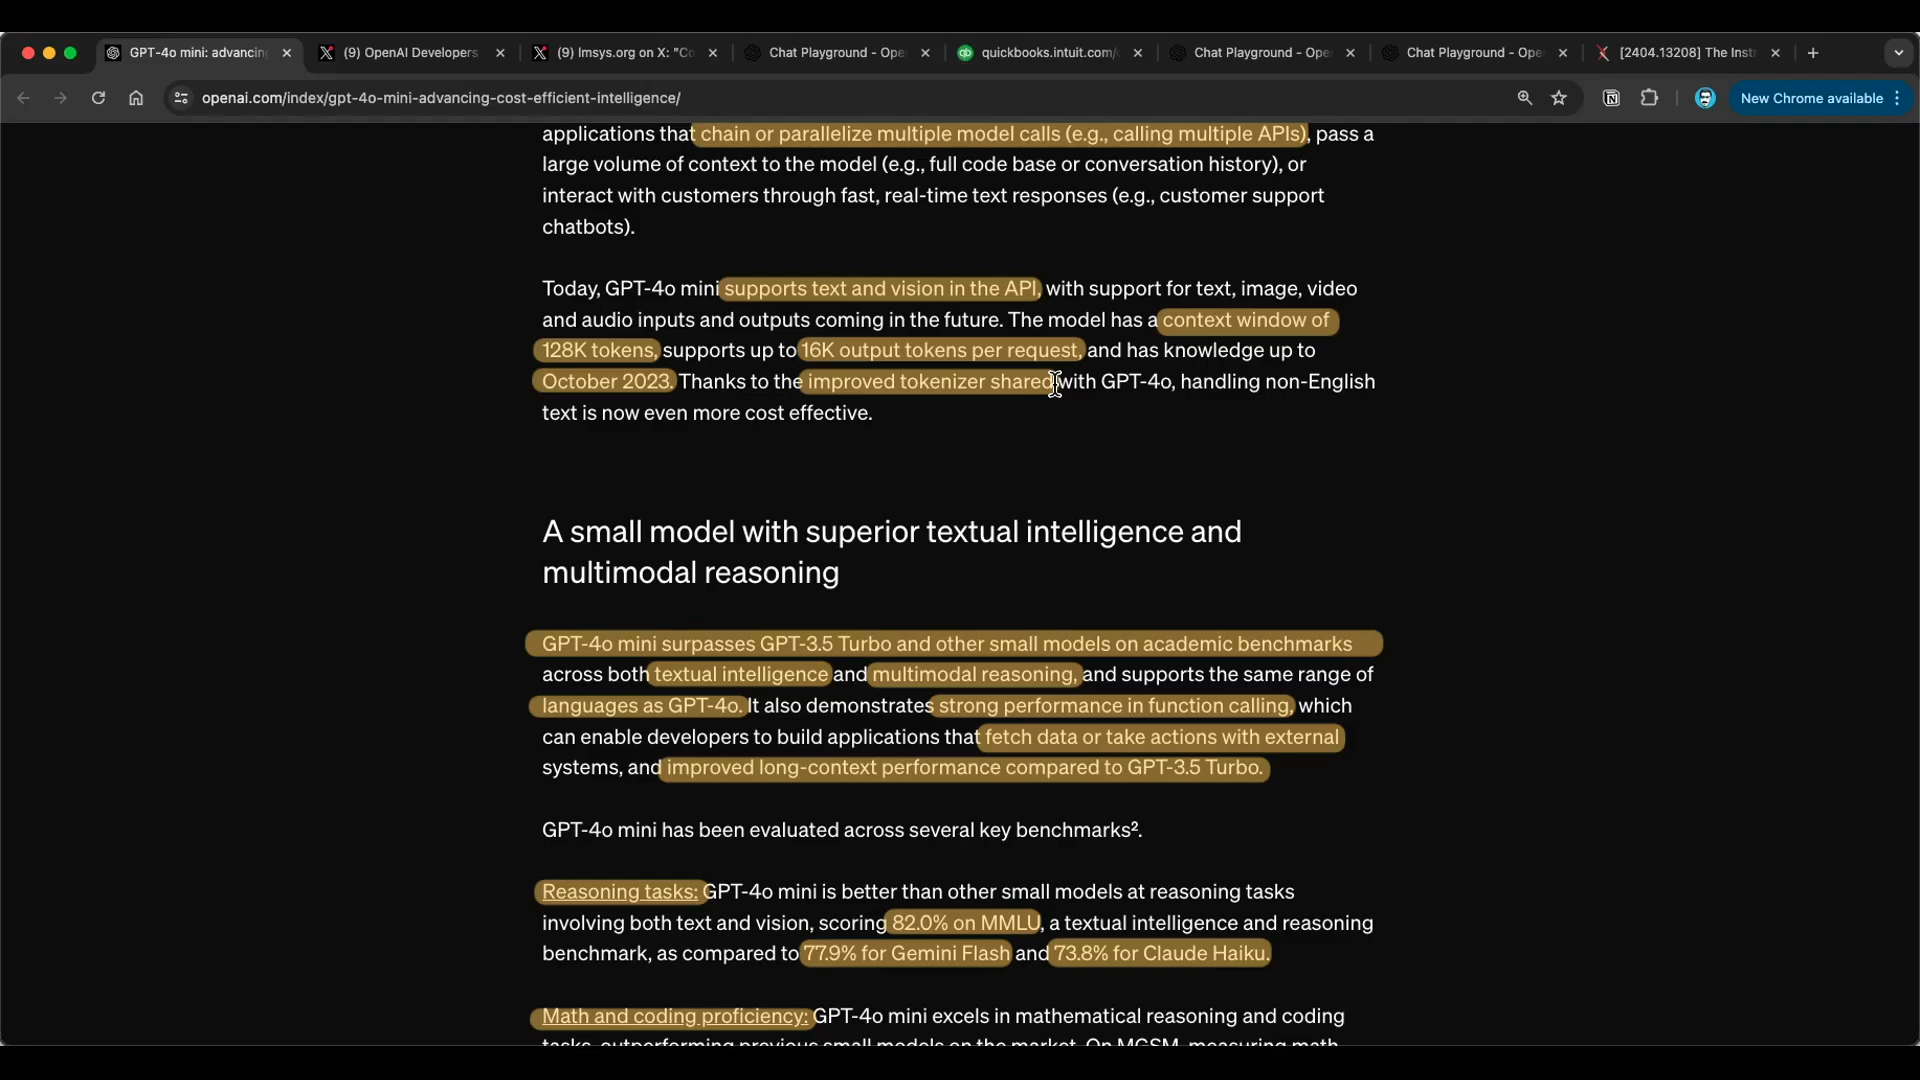 GPT-4o mini: advancin
(9) OpenAI Developers
(9) lmsys.org on X: "Co
Chat Playground - Ope
quickbooks.intuit.com/
Chat Playground - Ope
Chat Playground - Ope
[2404.13208] The Instr
openai.com/index/gpt-4o-mini-advancing-cost-efficient-intelligence/
New Chrome available
applications that chain or parallelize multiple model calls (e.g., calling multiple APIs), pass a
large volume of context to the model (e.g., full code base or conversation history), or
interact with customers through fast, real-time text responses (e.g., customer support
chatbots).
Today, GPT-4o mini supports text and vision in the API, with support for text, image, video
and audio inputs and outputs coming in the future. The model has a context window of
128K tokens, supports up to 16K output tokens per request, and has knowledge up to
October 2023. Thanks to the improved tokenizer shared with GPT-4o, handling non-English
text is now even more cost effective.
A small model with superior textual intelligence and
multimodal reasoning
GPT-4o mini surpasses GPT-3.5 Turbo and other small models on academic benchmarks
across both textual intelligence and multimodal reasoning, and supports the same range of
languages as GPT-4o. It also demonstrates strong performance in function calling, which
can enable developers to build applications that fetch data or take actions with external
systems, and improved long-context performance compared to GPT-3.5 Turbo.
GPT-4o mini has been evaluated across several key benchmarks².
Reasoning tasks: GPT-4o mini is better than other small models at reasoning tasks
involving both text and vision, scoring 82.0% on MMLU, a textual intelligence and reasoning
benchmark, as compared to 77.9% for Gemini Flash and 73.8% for Claude Haiku.
Math and coding proficiency: GPT-4o mini excels in mathematical reasoning and coding
tasks, outperforming previous small models on the market. On MGSM, measuring math